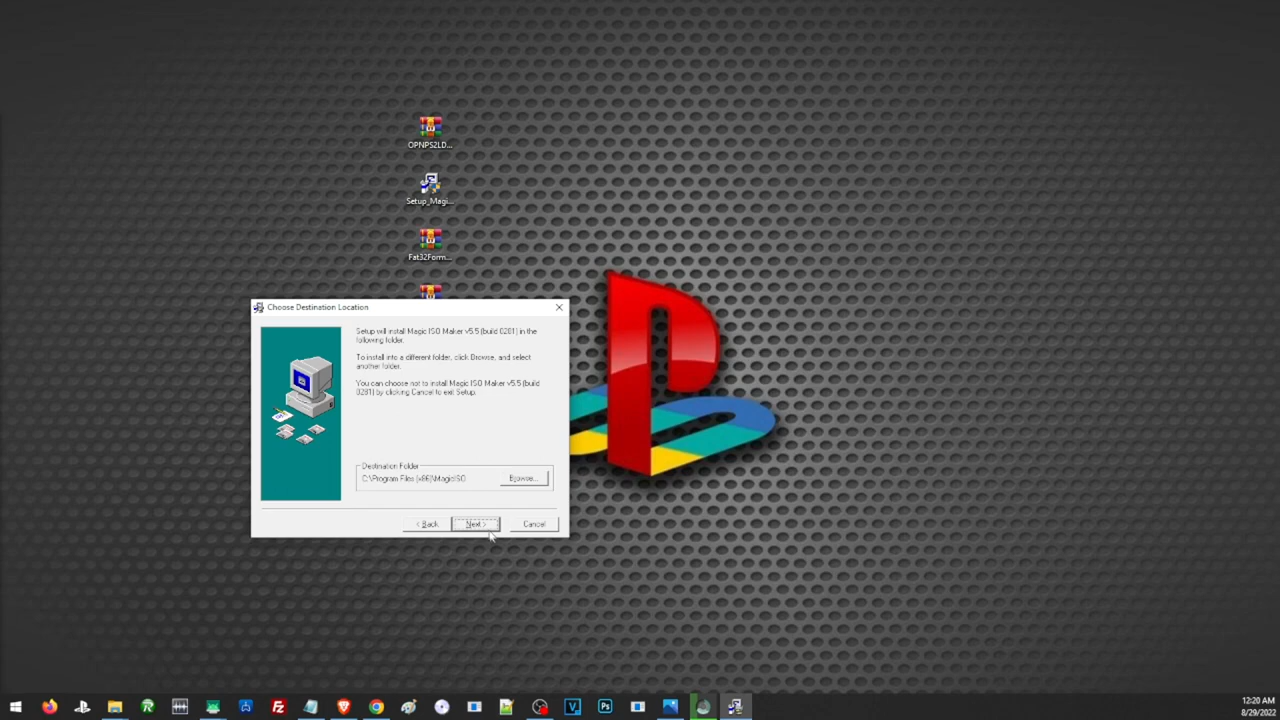 OPNPS2LD...
Setup_Magi...
Fat32Form...
Choose Destination Location
Setup will install Magic ISO Maker v5.5 (build 0281) in the
following folder.
To install into a different folder, click Browse, and select
another folder.
You can choose not to install Magic ISO Maker v5.5 (build
0281) by clicking Cancel to exit Setup.
Destination Folder
C:\Program Files (x86)\MagicISO
Browse...
< Back
Next >
Cancel
12:20 AM
8/29/2022